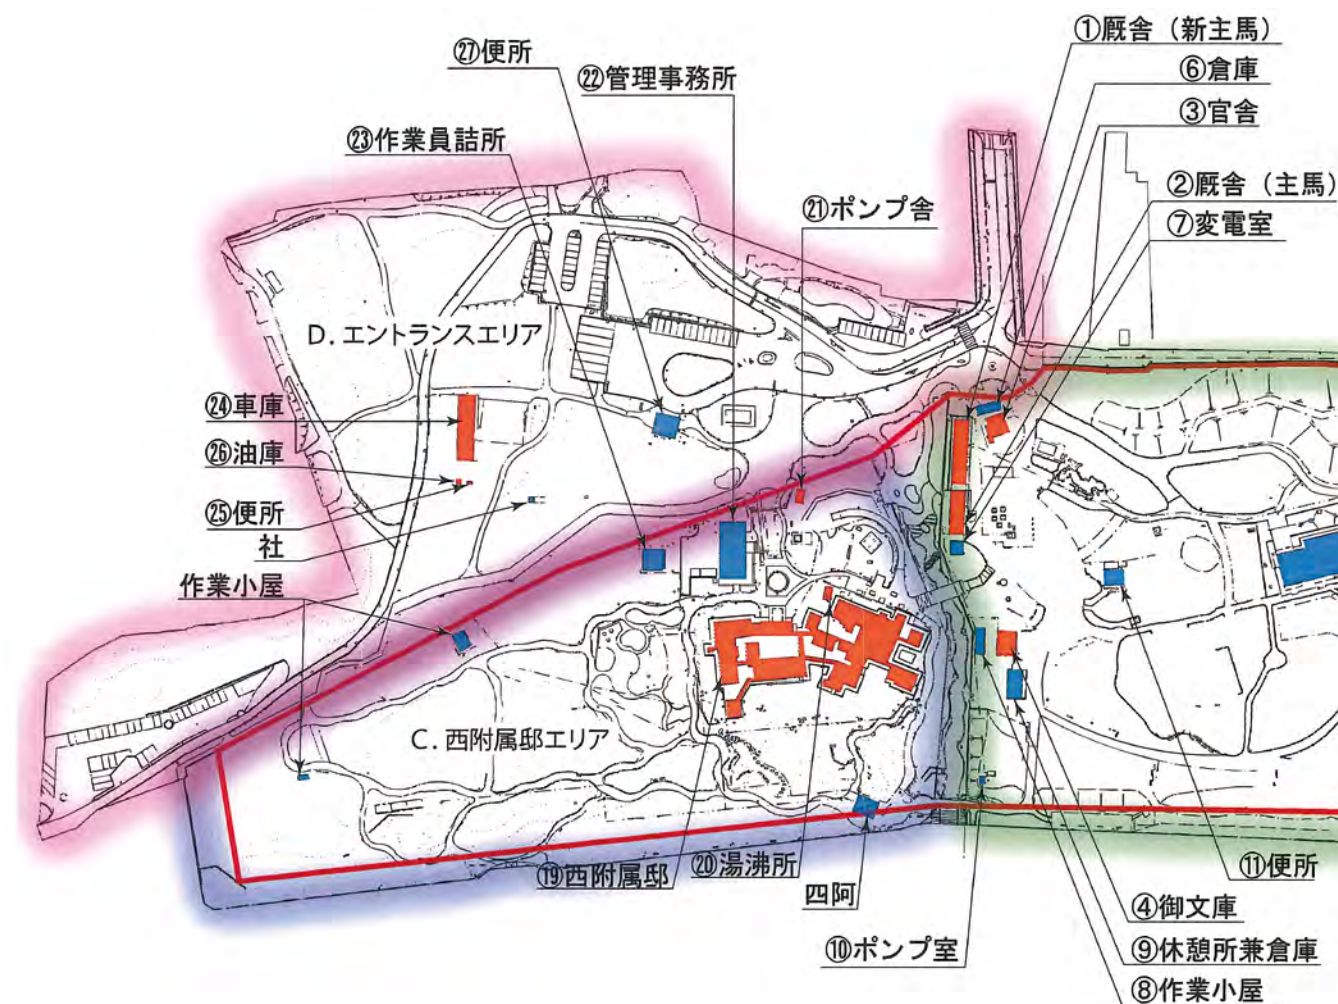 ①厩舎（新主馬）
㉗便所
⑥倉庫
㉒管理事務所
③官舎
㉓作業員詰所
②厩舎（主馬）
㉑ポンプ舎
⑦変電室
D. エントランスエリア
㉔車庫
㉖油庫
㉕便所
社
作業小屋
C. 西附属邸エリア
⑲西附属邸
⑳湯沸所
⑪便所
四阿
④御文庫
⑩ポンプ室
⑨休憩所兼倉庫
⑧作業小屋